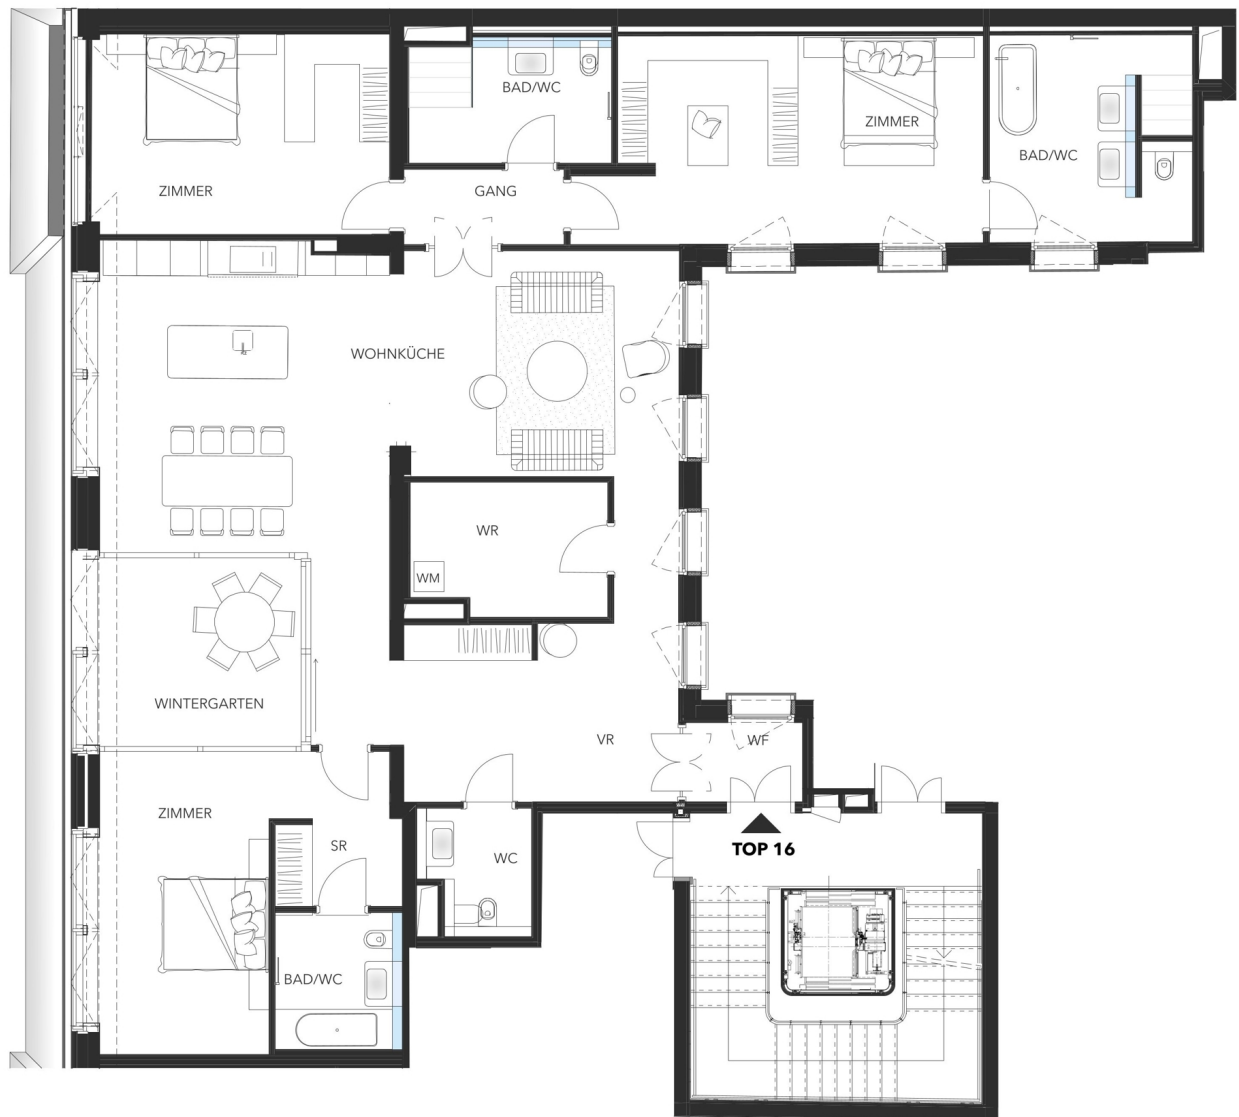 BAD/WC
ZIMMER
BAD/WC
ZIMMER
GANG
WOHNKÜCHE
WR
WM
WINTERGARTEN
VR
WF
ZIMMER
SR
WC
TOP 16
BAD/WC